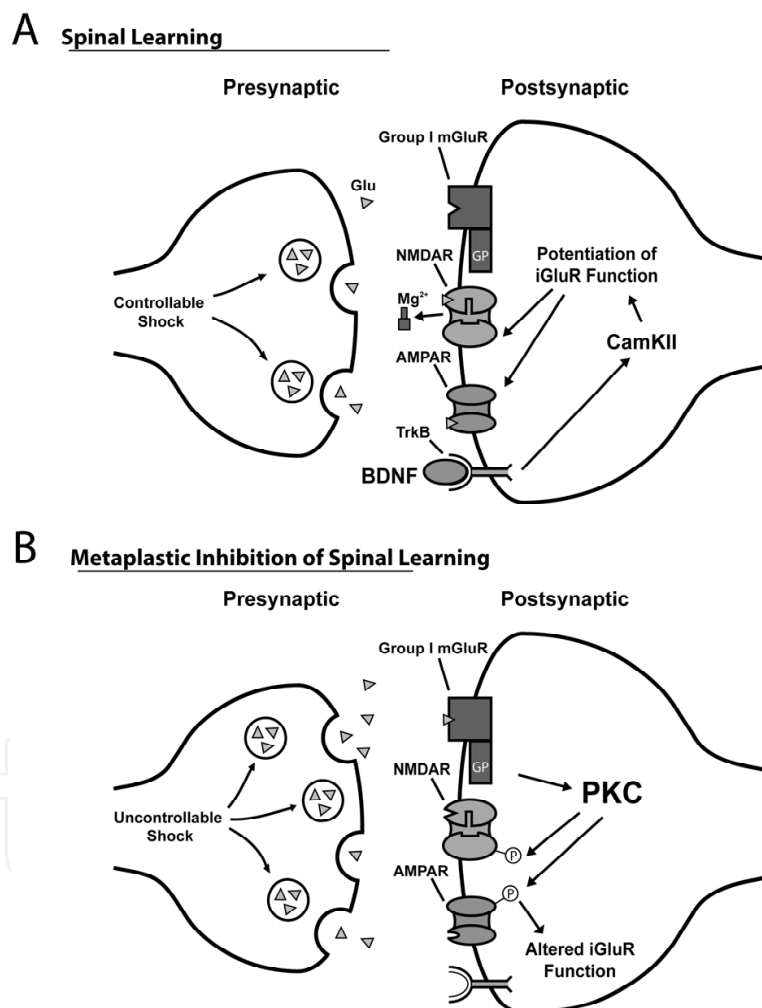 A Spinal Learning
Presynaptic
Postsynaptic
Group I mGluR
Glu
GP
NMDAR
Potentiation of
iGluR Function
Mg²⁺
Controllable
Shock
CamKII
AMPAR
TrkB
BDNF
B Metaplastic Inhibition of Spinal Learning
Presynaptic
Postsynaptic
Group I mGluR
GP
NMDAR
PKC
Uncontrollable
Shock
P
AMPAR
P
Altered iGluR
Function